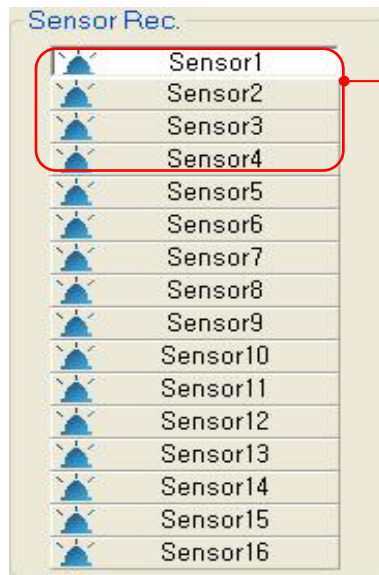 Sensor Rec.
Sensor1
Sensor2
Sensor3
Sensor4
Sensor5
Sensor6
Sensor7
Sensor8
Sensor9
Sensor10
Sensor11
Sensor12
Sensor13
Sensor14
Sensor15
Sensor16